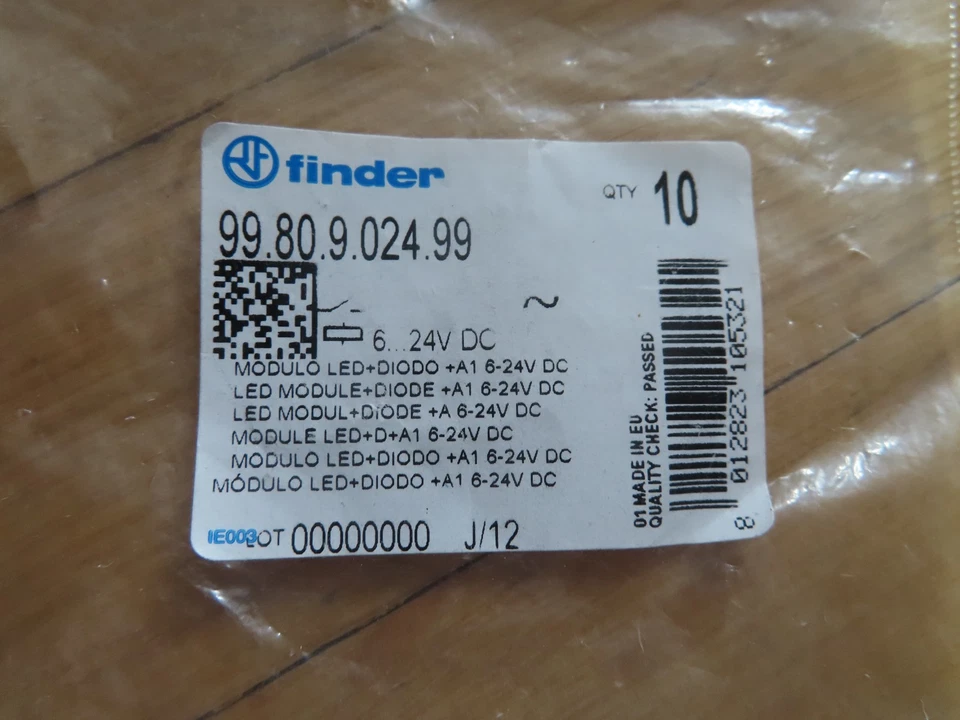 finder
QTY 10
99.80.9.024.99
~
6...24V DC
MODULO LED+DIODO +A1 6-24V DC
LED MODULE+DIODE +A1 6-24V DC
LED MODUL+DIODE +A 6-24V DC
MODULE LED+D+A1 6-24V DC
MODULO LED+DIODO +A1 6-24V DC
MÓDULO LED+DIODO +A1 6-24V DC
IE003 LOT 00000000 J/12
01 MADE IN EU
QUALITY CHECK: PASSED
8 012823 105321